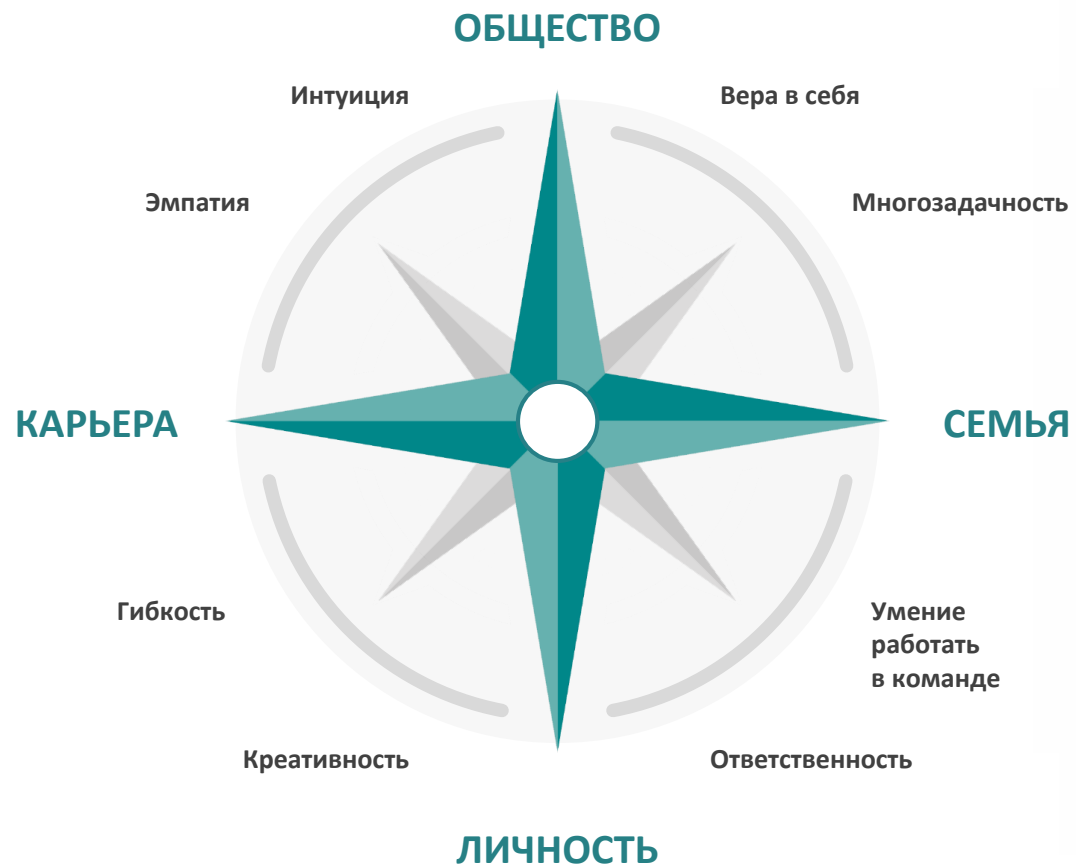 ОБЩЕСТВО
Интуиция
Вера в себя
Эмпатия
Многозадачность
КАРЬЕРА
СЕМЬЯ
Гибкость
Умение
работать
в команде
Креативность
Ответственность
ЛИЧНОСТЬ